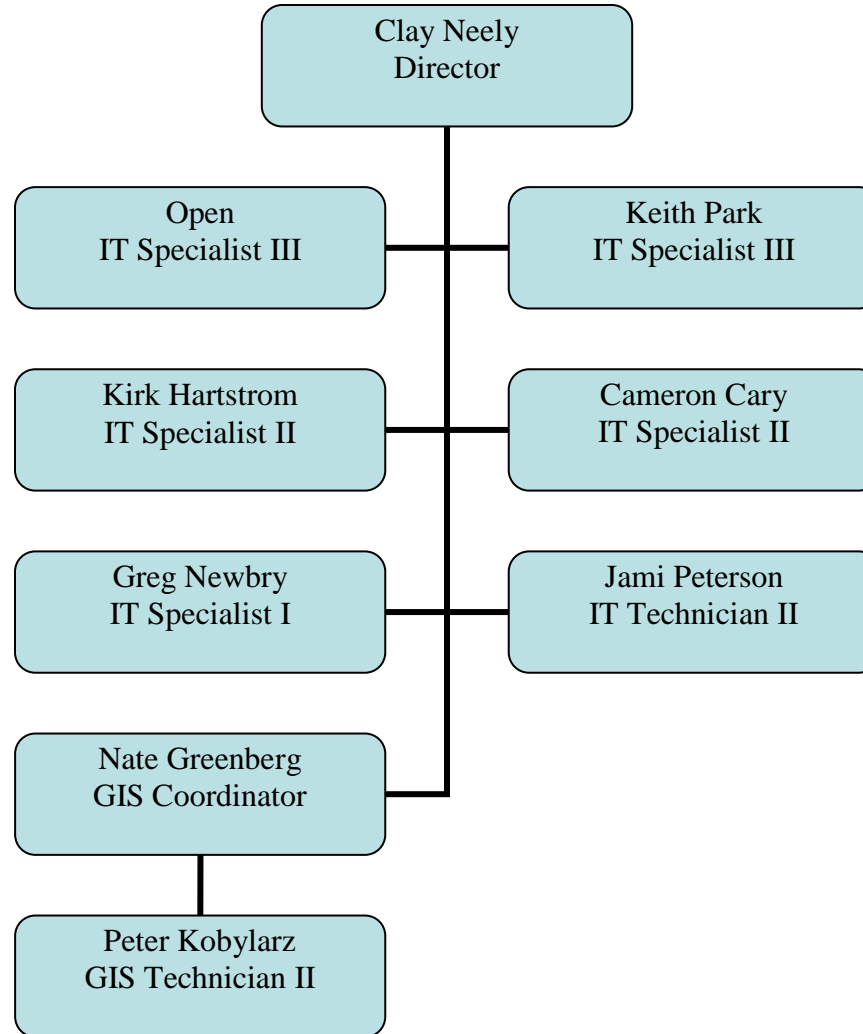 Clay Neely
Director
Open
IT Specialist III
Keith Park
IT Specialist III
Kirk Hartstrom
IT Specialist II
Cameron Cary
IT Specialist II
Greg Newbry
IT Specialist I
Jami Peterson
IT Technician II
Nate Greenberg
GIS Coordinator
Peter Kobylarz
GIS Technician II